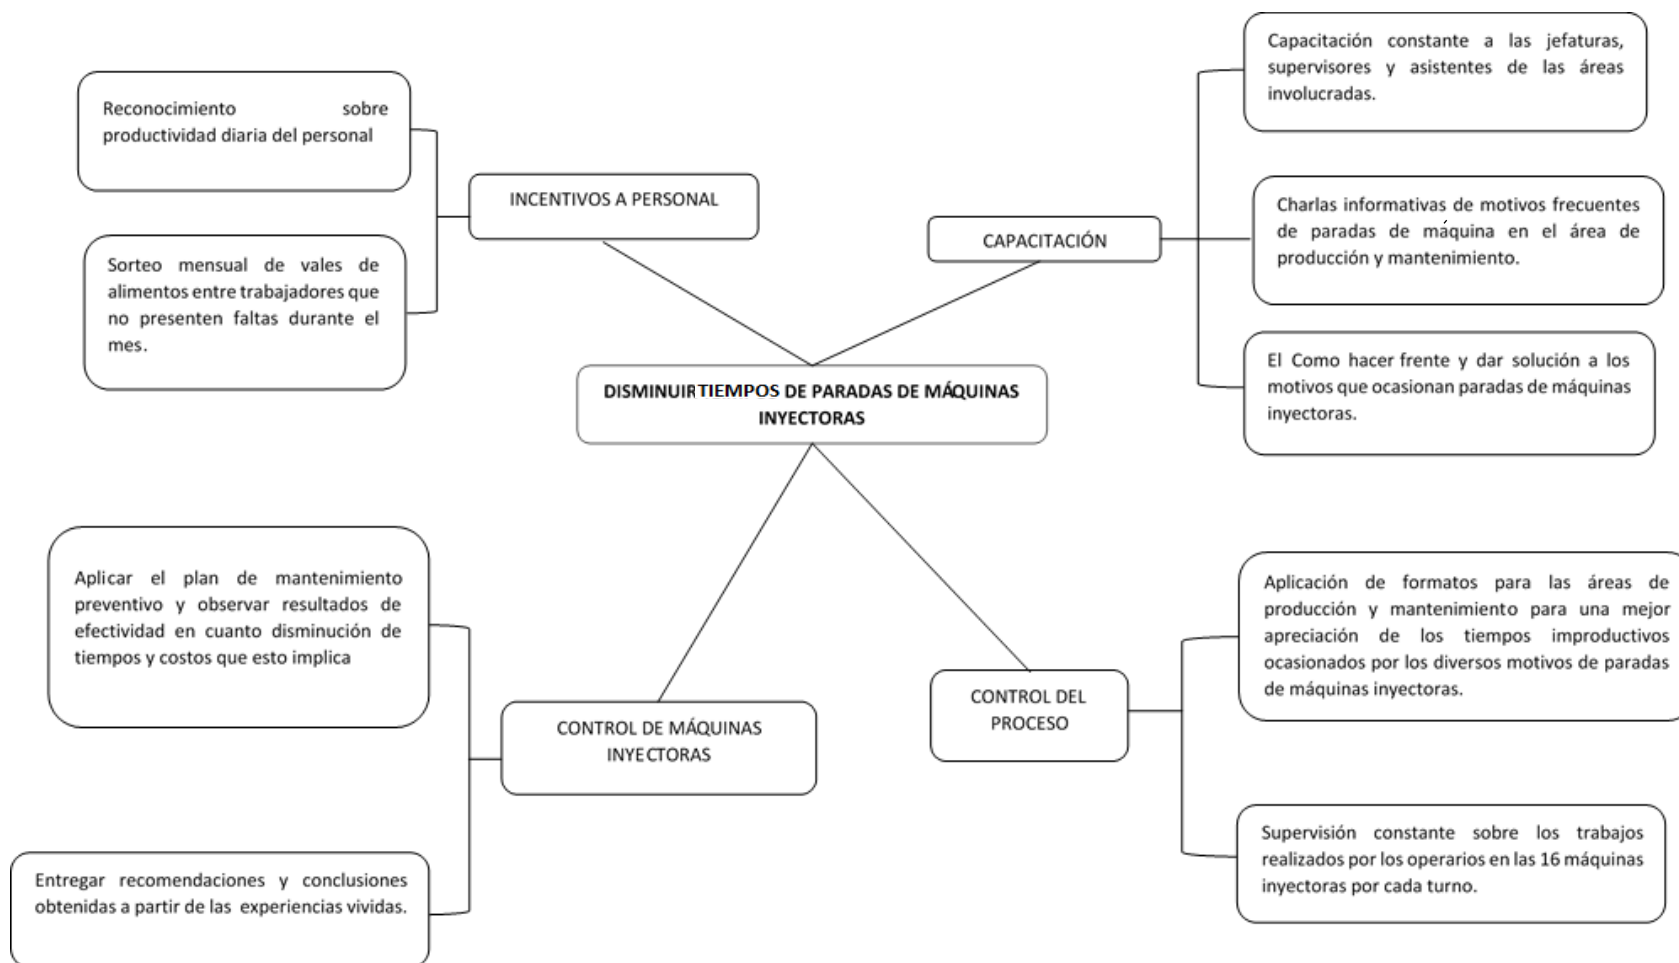 Reconocimiento sobre
productividad diaria del personal
Sorteo mensual de vales de
alimentos entre trabajadores que
no presenten faltas durante el
mes.
INCENTIVOS A PERSONAL
CAPACITACIÓN
Capacitación constante a las jefaturas,
supervisores y asistentes de las áreas
involucradas.
Charlas informativas de motivos frecuentes
de paradas de máquina en el área de
producción y mantenimiento.
El Como hacer frente y dar solución a los
motivos que ocasionan paradas de máquinas
inyectoras.
DISMINUIR TIEMPOS DE PARADAS DE MÁQUINAS
INYECTORAS
Aplicar el plan de mantenimiento
preventivo y observar resultados de
efectividad en cuanto disminución de
tiempos y costos que esto implica
CONTROL DE MÁQUINAS
INYECTORAS
Entregar recomendaciones y conclusiones
obtenidas a partir de las experiencias vividas.
CONTROL DEL
PROCESO
Aplicación de formatos para las áreas de
producción y mantenimiento para una mejor
apreciación de los tiempos improductivos
ocasionados por los diversos motivos de paradas
de máquinas inyectoras.
Supervisión constante sobre los trabajos
realizados por los operarios en las 16 máquinas
inyectoras por cada turno.